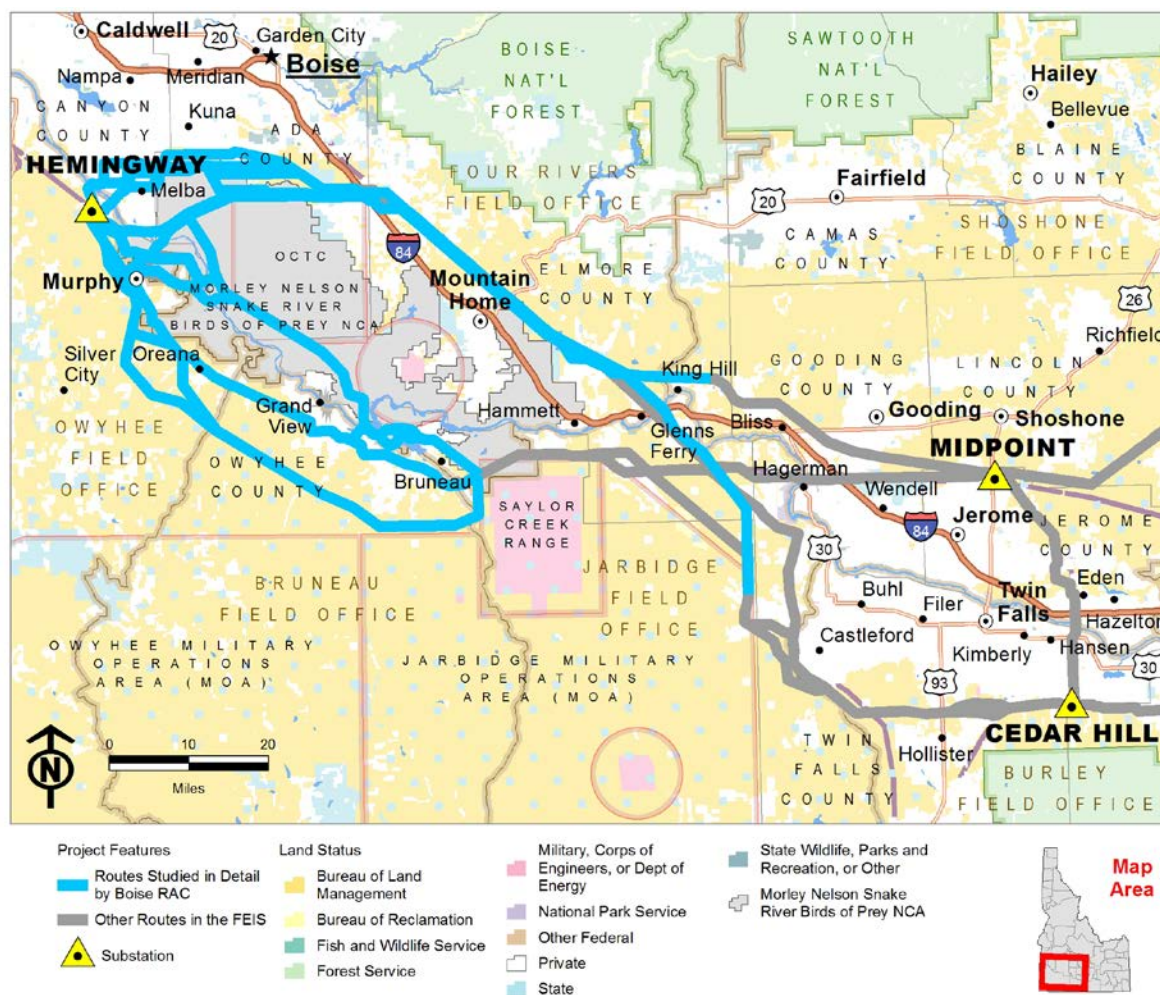 Caldwell
20
Garden City
Boise
Nampa
Meridian
CANYON
COUNTY
Kuna
ADA
COUNTY
BOISE
NAT'L
FOREST
SAWTOOTH
NAT'L
FOREST
Hailey
Bellevue
BLAINE
COUNTY
HEMINGWAY
Melba
FOUR RIVERS
FIELD OFFICE
Fairfield
20
CAMAS
COUNTY
SHOSHONE
FIELD OFFICE
OCTC
84
Murphy
MORLEY NELSON
SNAKE RIVER
BIRDS OF PREY NCA
Mountain
Home
ELMORE
COUNTY
26
Richfield
Silver
City
Oreana
King Hill
GOODING
COUNTY
LINCOLN
COUNTY
Grand
View
Hammett
Gooding
Shoshone
OWYHEE
FIELD
OFFICE
OWYHEE
COUNTY
Glenns
Ferry
Bliss
MIDPOINT
Bruneau
Hagerman
Wendell
SAYLOR
CREEK
RANGE
84
Jerome
JEROME
COUNTY
BRUNEAU
FIELD OFFICE
JARBIDGE
FIELD
OFFICE
30
Buhl
Filer
Twin
Falls
Eden
Hazelton
OWYHEE MILITARY
OPERATIONS
AREA (MOA)
JARBIDGE MILITARY
OPERATIONS
AREA (MOA)
Castleford
Kimberly
Hansen
30
93
CEDAR HILL
Hollister
TWIN
FALLS
COUNTY
BURLEY
FIELD OFFICE
N
0 10 20
Miles
Project Features
Routes Studied in Detail
by Boise RAC
Other Routes in the FEIS
Substation
Land Status
Bureau of Land
Management
Bureau of Reclamation
Fish and Wildlife Service
Forest Service
Military, Corps of
Engineers, or Dept of
Energy
National Park Service
Other Federal
Private
State
State Wildlife, Parks and
Recreation, or Other
Morley Nelson Snake
River Birds of Prey NCA
Map
Area